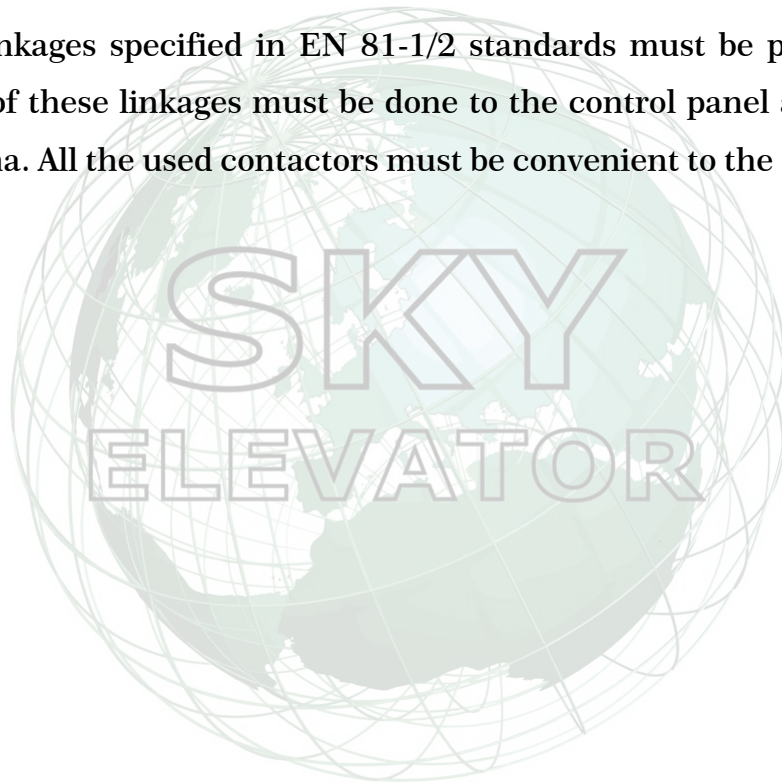 nkages specified in EN 81-1/2 standards must be p
of these linkages must be done to the control panel
na. All the used contactors must be convenient to the
SKY
ELEVATOR